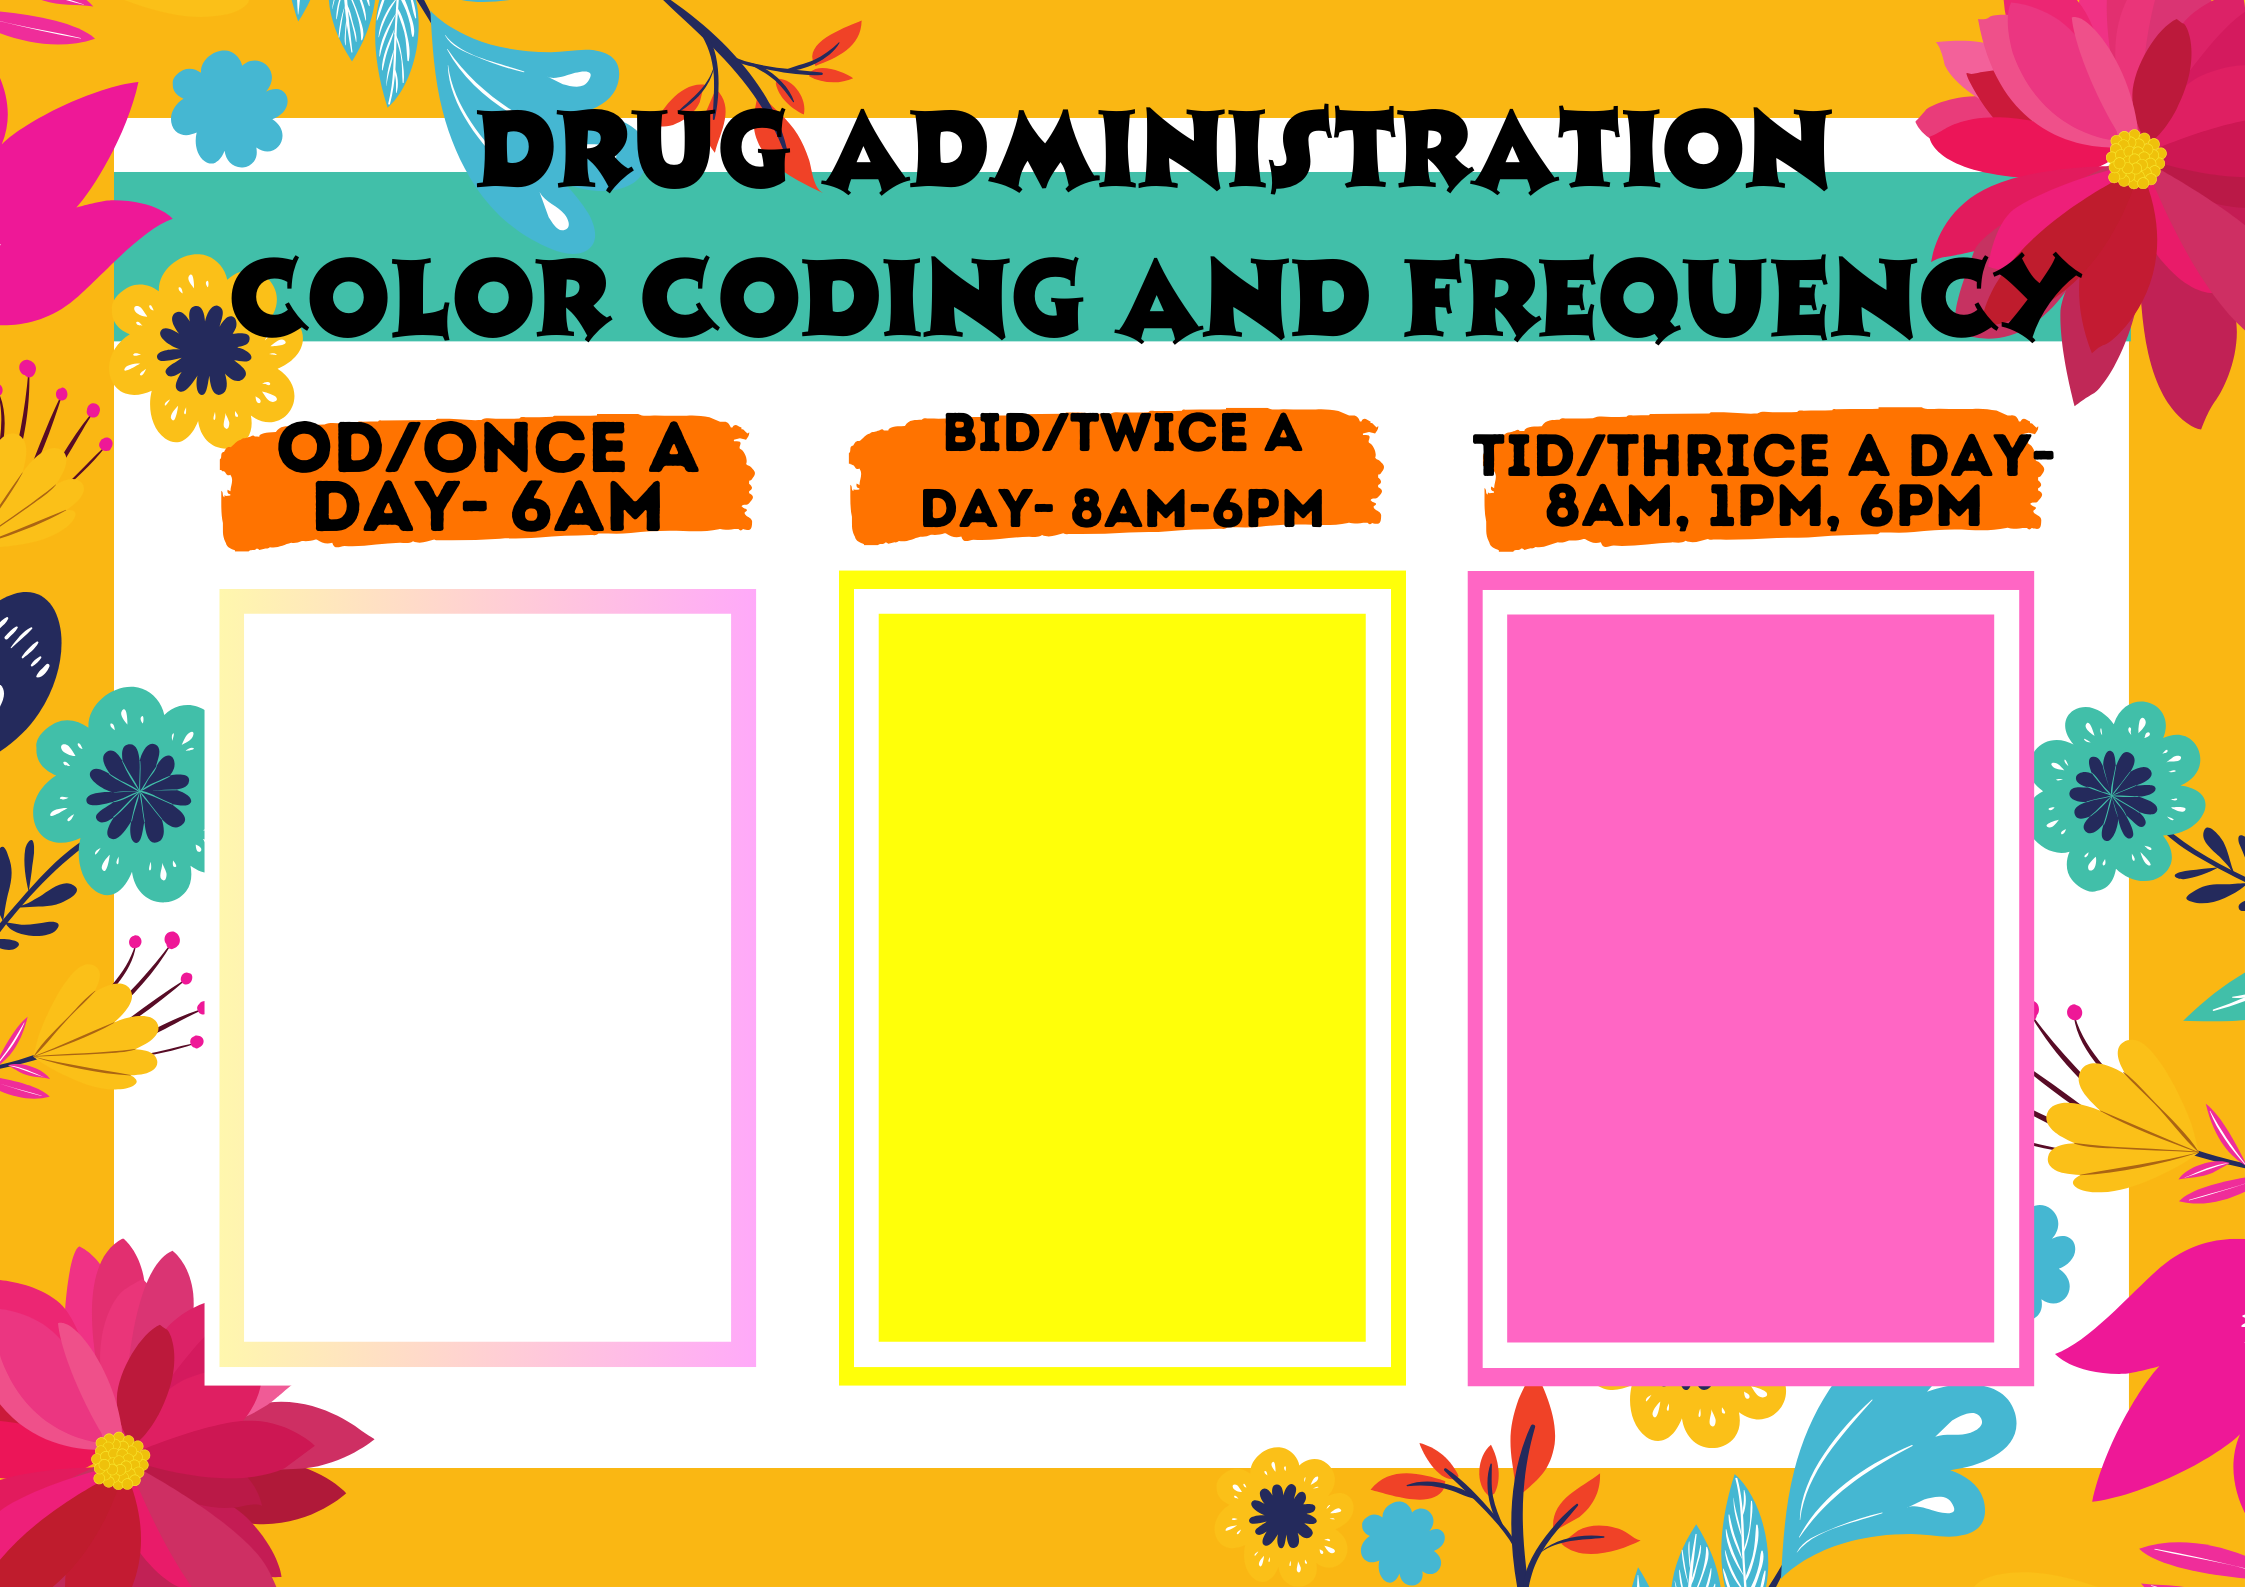 DRUG ADMINISTRATION
COLOR CODING AND FREQUENCY
OD/ONCE A
DAY- 6AM
BID/TWICE A
DAY- 8AM-6PM
TID/THRICE A DAY-
8AM, 1PM, 6PM